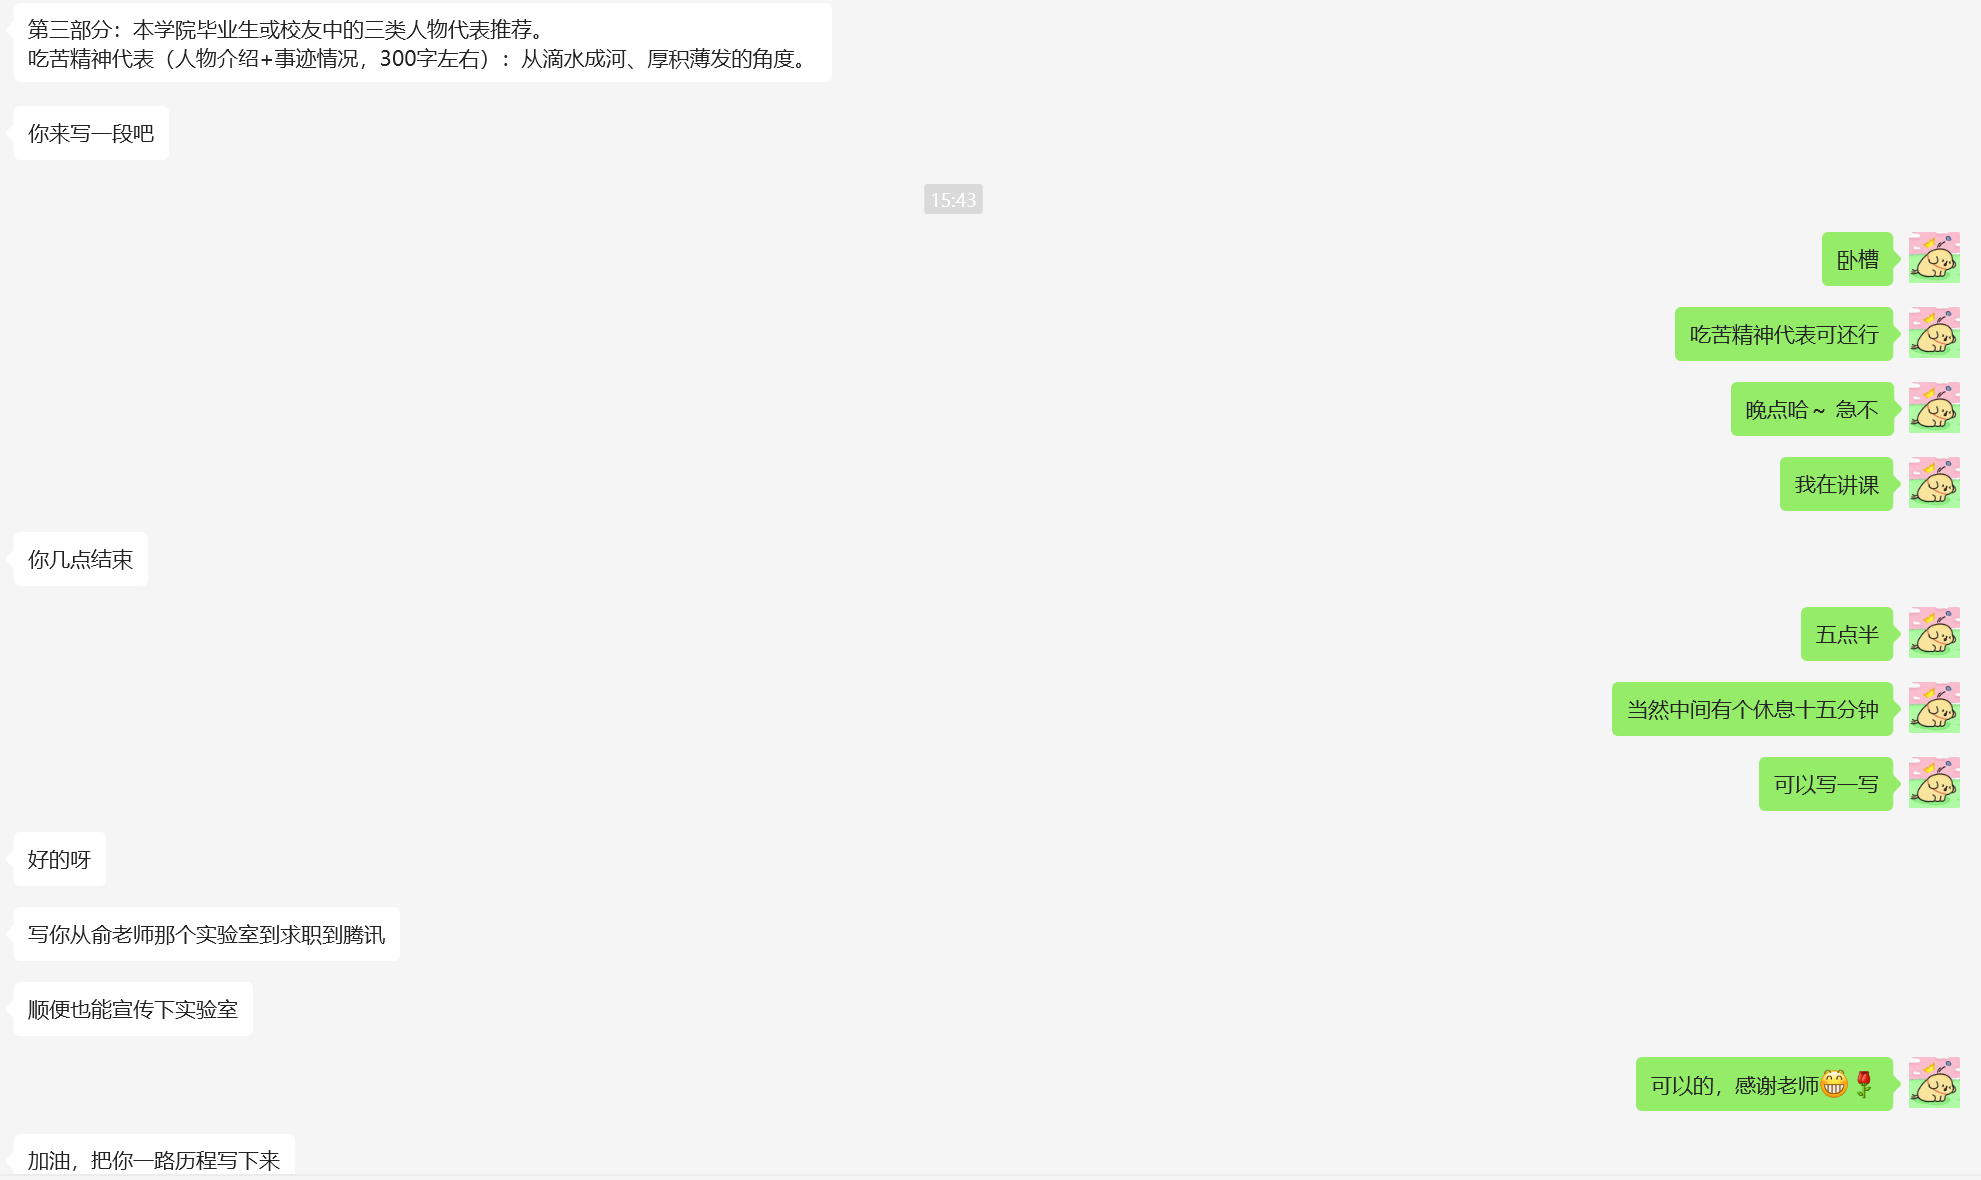 第三部分：本学院毕业生或校友中的三类人物代表推荐。
吃苦精神代表（人物介绍+事迹情况，300字左右）：从滴水成河、厚积薄发的角度。
你来写一段吧
15:43
卧槽
吃苦精神代表可还行
晚点哈～ 急不
我在讲课
你几点结束
五点半
当然中间有个休息十五分钟
可以写一写
好的呀
写你从俞老师那个实验室到求职到腾讯
顺便也能宣传下实验室
可以的，感谢老师😁🌹
加油，把你一路历程写下来